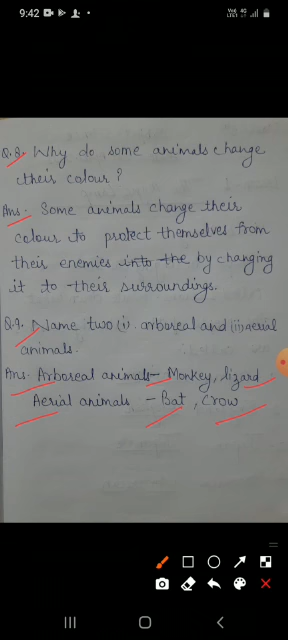 9:42
Q.8. Why do some animals change
their colour?
Ans- Some animals change their
colour to protect themselves from
their enemies into the by changing
it to their surroundings.
Q.9. Name two (i) arboreal and (ii) aerial
animals.
Ans- Arboreal animals- Monkey, lizard
Aerial animals - Bat, Crow